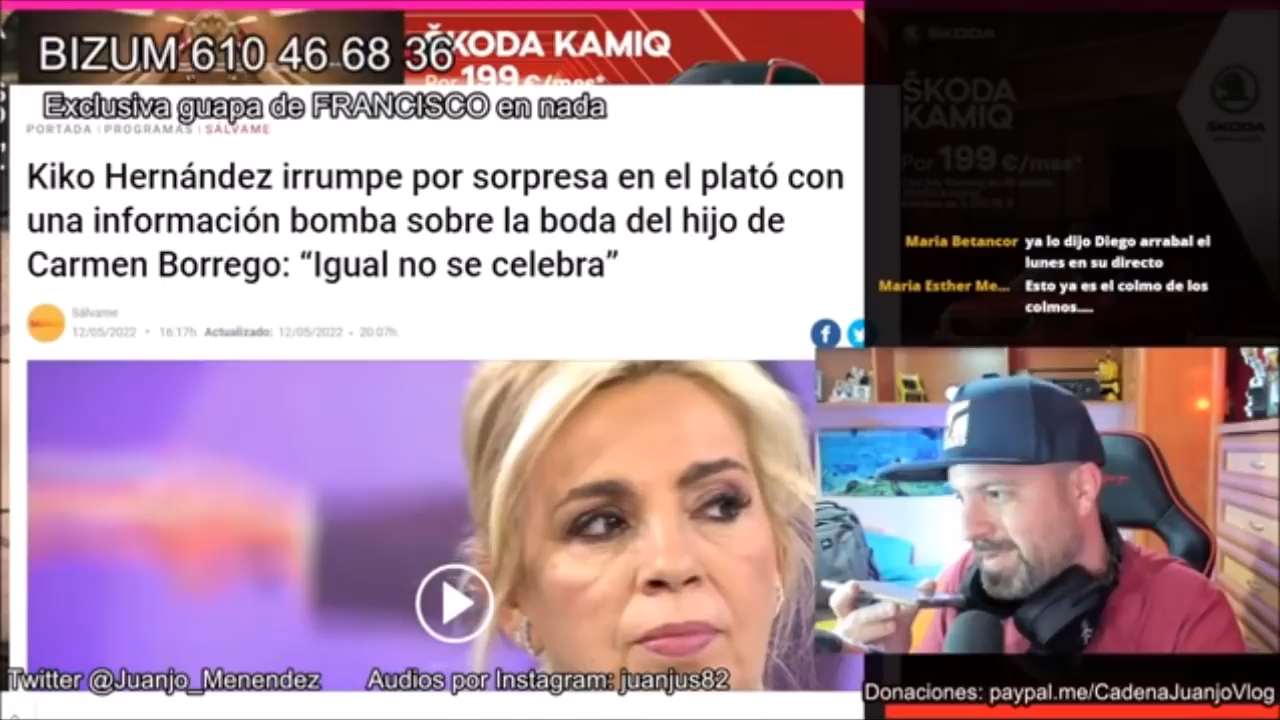 BIZUM 610 46 68 36
ŠKODA KAMIQ
Por 199 €/mes*
Exclusiva guapa de FRANCISCO en nada
PORTADA | PROGRAMAS | SÁLVAME
Kiko Hernández irrumpe por sorpresa en el plató con
una información bomba sobre la boda del hijo de
Carmen Borrego: “Igual no se celebra”
Sálvame
12/05/2022 • 16:17h. Actualizado: 12/05/2022 - 20:07h.
ŠKODA
ŠKODA
KAMIQ
Por 199 €/mes*
ŠKODA
Maria Betancor ya lo dijo Diego arrabal el
lunes en su directo
Maria Esther Me... Esto ya es el colmo de los
colmos....
Twitter @Juanjo_Menendez Audios por Instagram: juanjus82
Donaciones: paypal.me/CadenaJuanjoVlog